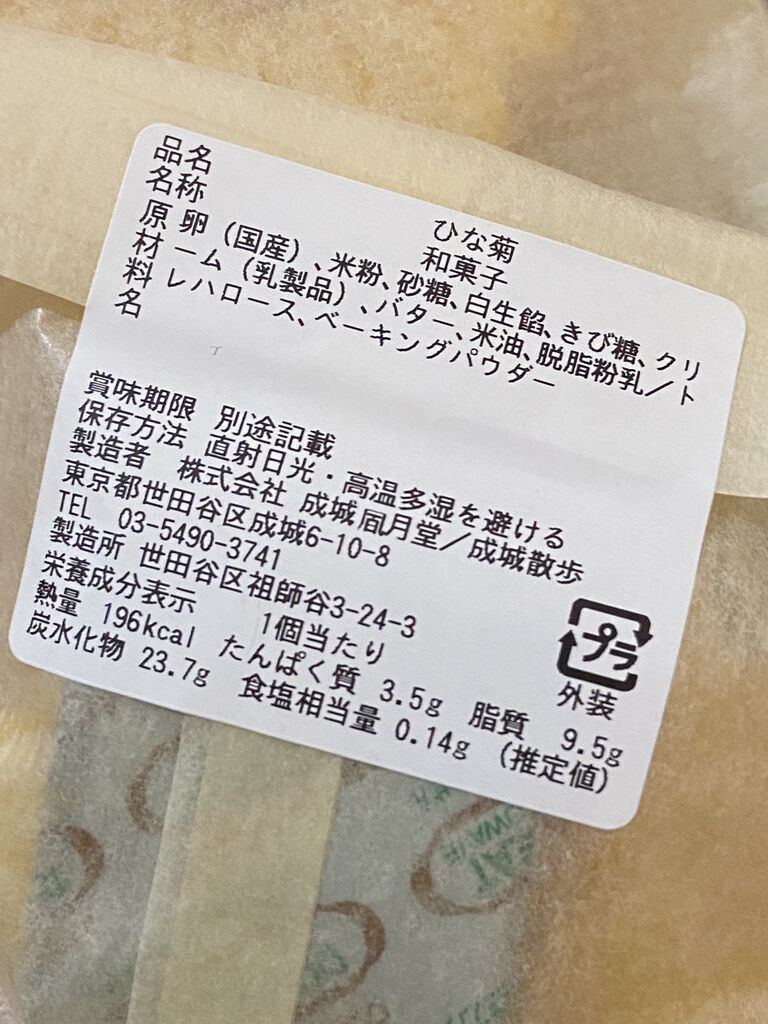 品名 ひな菊
名称 和菓子
原材料名 卵(国産)、米粉、砂糖、白生餡、きび糖、クリ
ーム(乳製品)、バター、米油、脱脂粉乳/ト
レハロース、ベーキングパウダー
賞味期限 別途記載
保存方法 直射日光・高温多湿を避ける
製造者 株式会社 成城凮月堂/成城散歩
東京都世田谷区成城6-10-8
TEL 03-5490-3741
製造所 世田谷区祖師谷3-24-3
栄養成分表示 1個当たり
熱量 196kcal たんぱく質 3.5g 脂質 9.5g
炭水化物 23.7g 食塩相当量 0.14g (推定値)
プラ
外装